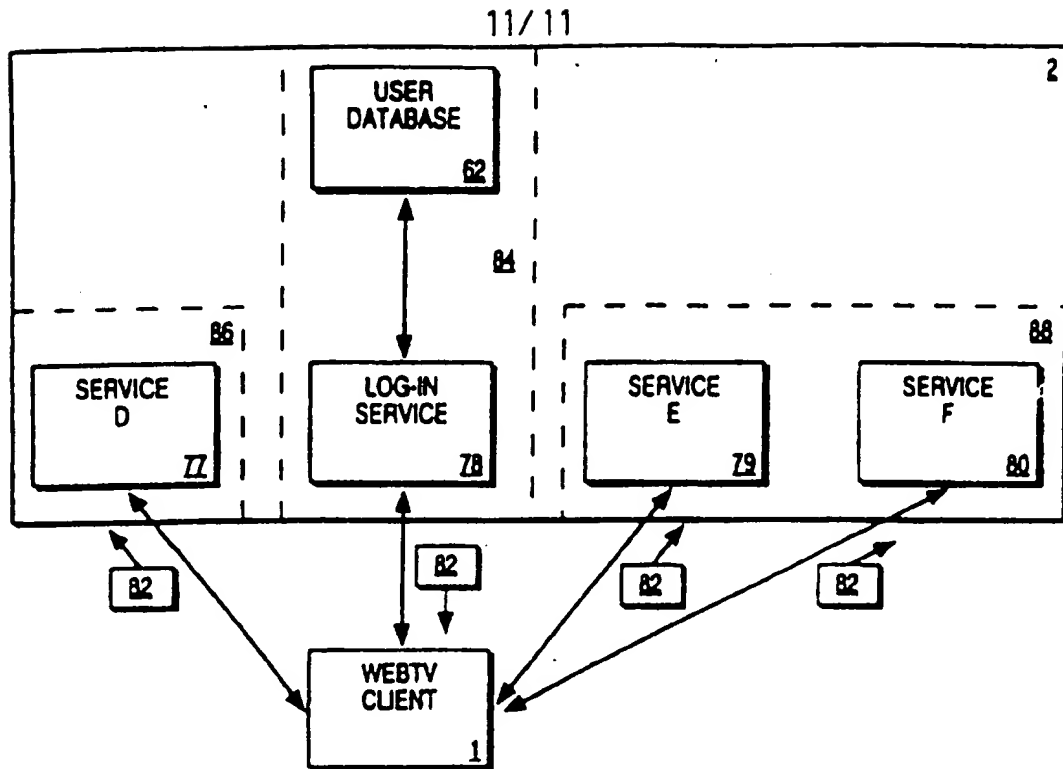 11/11
2
USER
DATABASE
62
84
86
88
SERVICE
D
77
LOG-IN
SERVICE
78
SERVICE
E
79
SERVICE
F
80
82
82
82
82
WEBTV
CLIENT
1